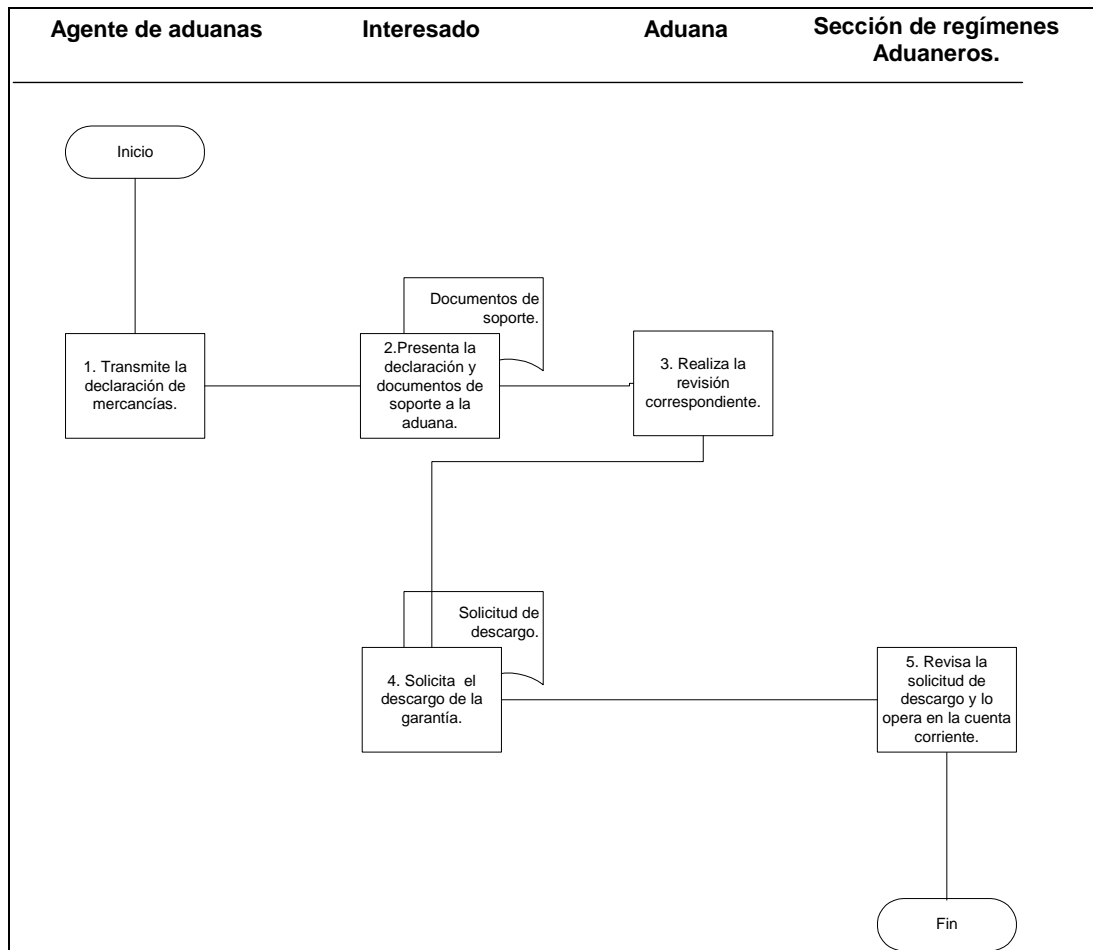 Agente de aduanas
Interesado
Aduana
Sección de regímenes
Aduaneros.
Inicio
Documentos de
soporte.
1. Transmite la
declaración de
mercancías.
2.Presenta la
declaración y
documentos de
soporte a la
aduana.
3. Realiza la
revisión
correspondiente.
Solicitud de
descargo.
4. Solicita  el
descargo de la
garantía.
5. Revisa la
solicitud de
descargo y lo
opera en la cuenta
corriente.
Fin